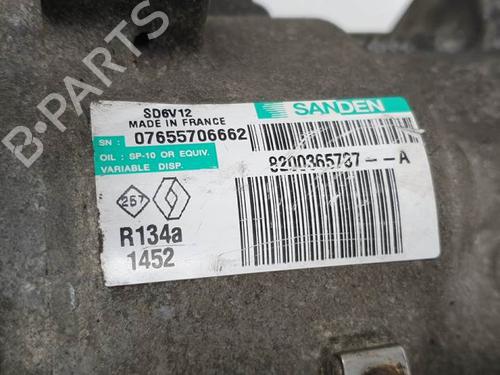 SD6V12
MADE IN FRANCE
SANDEN
SN : 07655706662
OIL : SP-10 OR EQUIV.
VARIABLE DISP.
8200365787--A
257
R134a
1452
B-PARTS